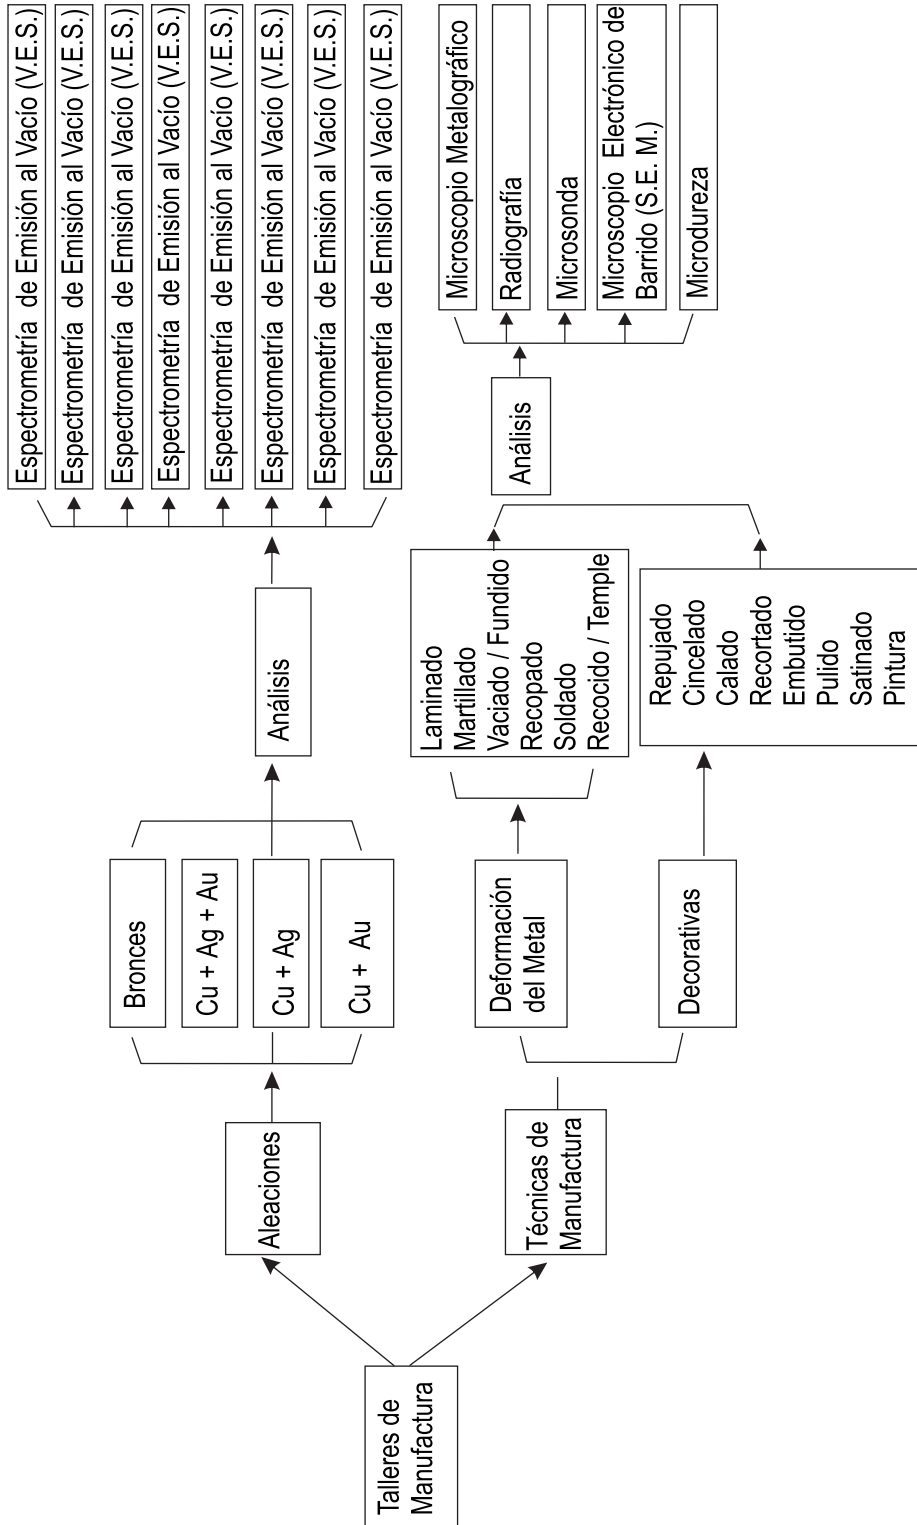 Talleres de
Manufactura
Aleaciones
Bronces
Cu + Ag + Au
Cu + Ag
Cu + Au
Análisis
Espectrometría de Emisión al Vacío (V.E.S.)
Espectrometría de Emisión al Vacío (V.E.S.)
Espectrometría de Emisión al Vacío (V.E.S.)
Espectrometría de Emisión al Vacío (V.E.S.)
Espectrometría de Emisión al Vacío (V.E.S.)
Espectrometría de Emisión al Vacío (V.E.S.)
Espectrometría de Emisión al Vacío (V.E.S.)
Espectrometría de Emisión al Vacío (V.E.S.)
Técnicas de
Manufactura
Deformación
del Metal
Laminado
Martillado
Vaciado / Fundido
Recopado
Soldado
Recocido / Temple
Decorativas
Repujado
Cincelado
Calado
Recortado
Embutido
Pulido
Satinado
Pintura
Análisis
Microscopio Metalográfico
Radiografía
Microsonda
Microscopio Electrónico de
Barrido (S.E. M.)
Microdureza